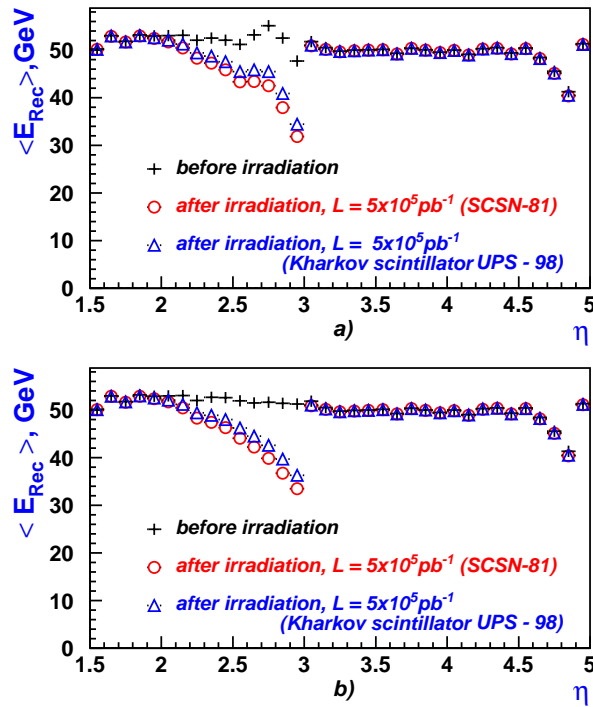 <E_Rec>, GeV
50
40
30
20
10
0
before irradiation
after irradiation, L = 5x10^5pb^-1 (SCSN-81)
after irradiation, L = 5x10^5pb^-1
(Kharkov scintillator UPS - 98)
1.5 2 2.5 3 3.5 4 4.5 5
a) η
< E_Rec >, GeV
60
50
40
30
20
10
0
before irradiation
after irradiation, L = 5x10^5pb^-1 (SCSN-81)
after irradiation, L = 5x10^5pb^-1
(Kharkov scintillator UPS - 98)
1.5 2 2.5 3 3.5 4 4.5 5
b) η